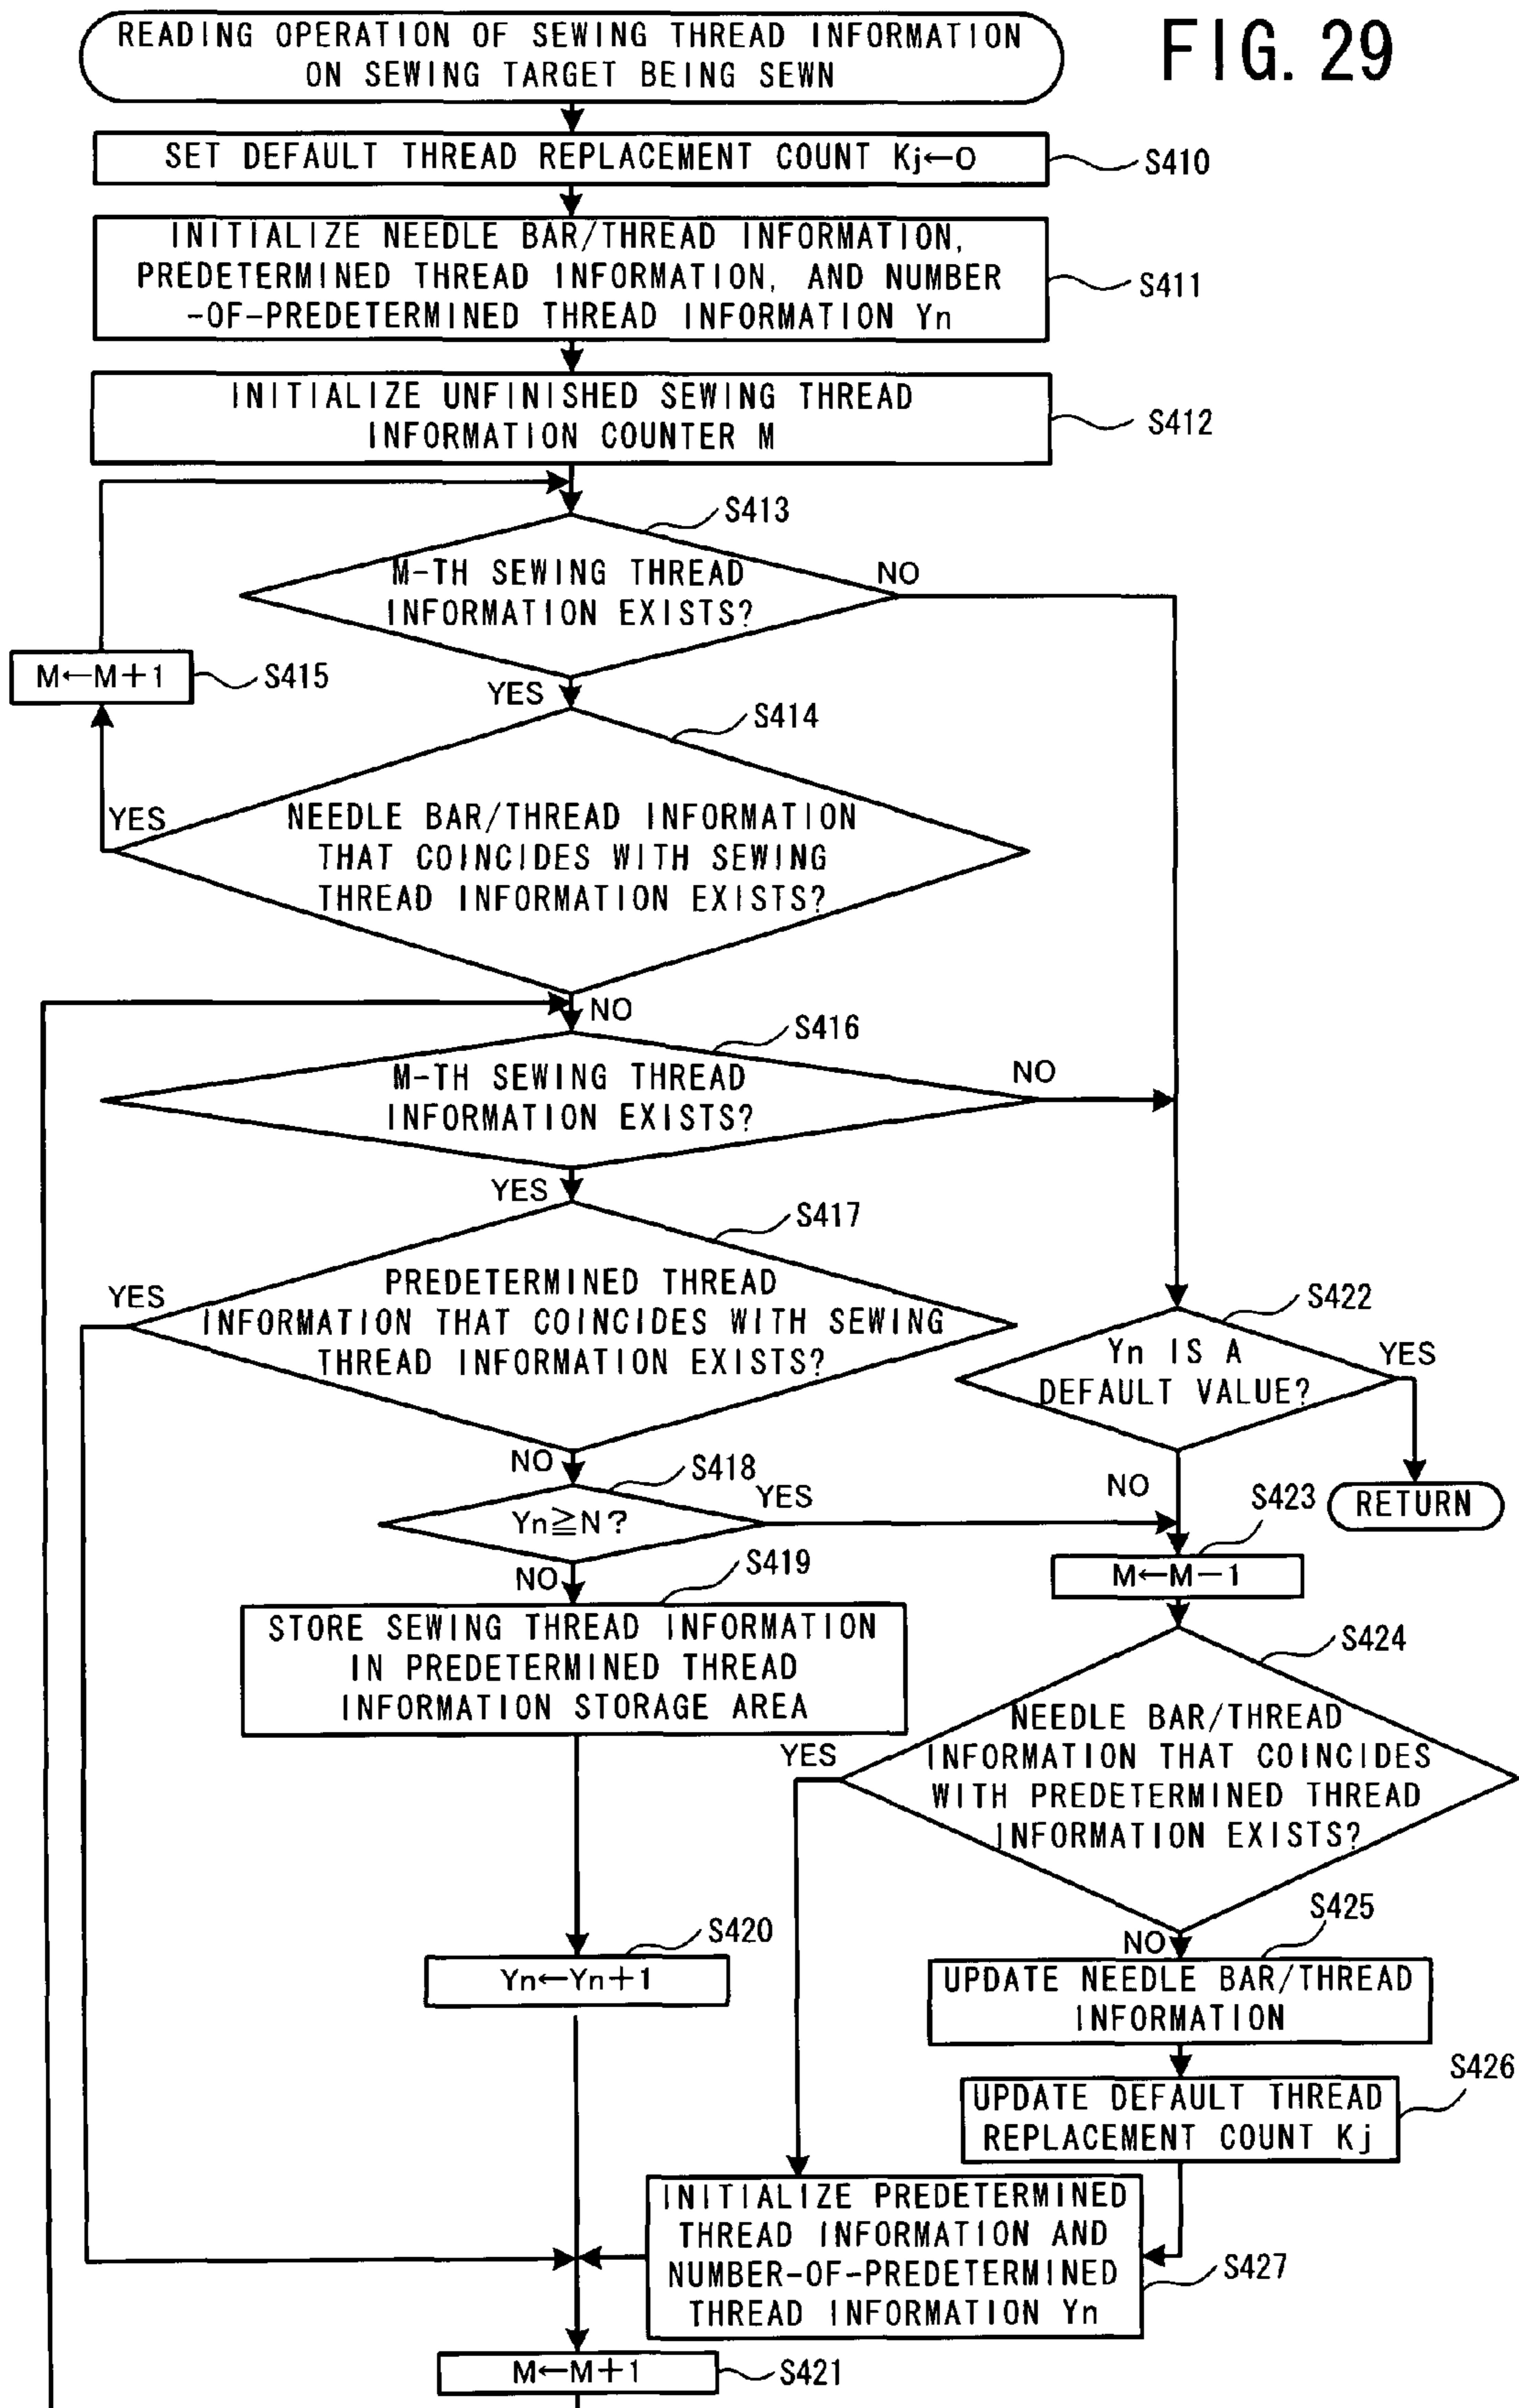 FIG. 29
READING OPERATION OF SEWING THREAD INFORMATION
ON SEWING TARGET BEING SEWN
SET DEFAULT THREAD REPLACEMENT COUNT Kj←0
S410
INITIALIZE NEEDLE BAR/THREAD INFORMATION,
PREDETERMINED THREAD INFORMATION, AND NUMBER
-OF-PREDETERMINED THREAD INFORMATION Yn
S411
INITIALIZE UNFINISHED SEWING THREAD
INFORMATION COUNTER M
S412
S413
M-TH SEWING THREAD
INFORMATION EXISTS?
NO
YES
M←M+1
S415
S414
NEEDLE BAR/THREAD INFORMATION
THAT COINCIDES WITH SEWING
THREAD INFORMATION EXISTS?
YES
NO
S416
M-TH SEWING THREAD
INFORMATION EXISTS?
NO
YES
S417
PREDETERMINED THREAD
INFORMATION THAT COINCIDES WITH SEWING
THREAD INFORMATION EXISTS?
YES
NO
S422
Yn IS A
DEFAULT VALUE?
YES
NO
RETURN
S418
Yn≧N?
YES
NO
S423
M←M-1
S419
STORE SEWING THREAD INFORMATION
IN PREDETERMINED THREAD
INFORMATION STORAGE AREA
S424
NEEDLE BAR/THREAD
INFORMATION THAT COINCIDES
WITH PREDETERMINED THREAD
INFORMATION EXISTS?
YES
NO
S420
Yn←Yn+1
S425
UPDATE NEEDLE BAR/THREAD
INFORMATION
S426
UPDATE DEFAULT THREAD
REPLACEMENT COUNT Kj
INITIALIZE PREDETERMINED
THREAD INFORMATION AND
NUMBER-OF-PREDETERMINED
THREAD INFORMATION Yn
S427
M←M+1
S421